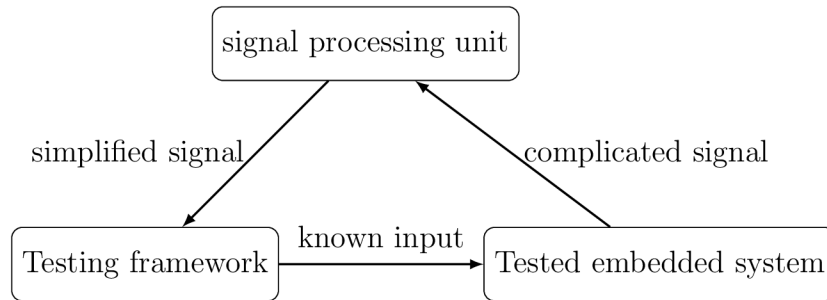 signal processing unit
simplified signal
complicated signal
known input
Testing framework
Tested embedded system